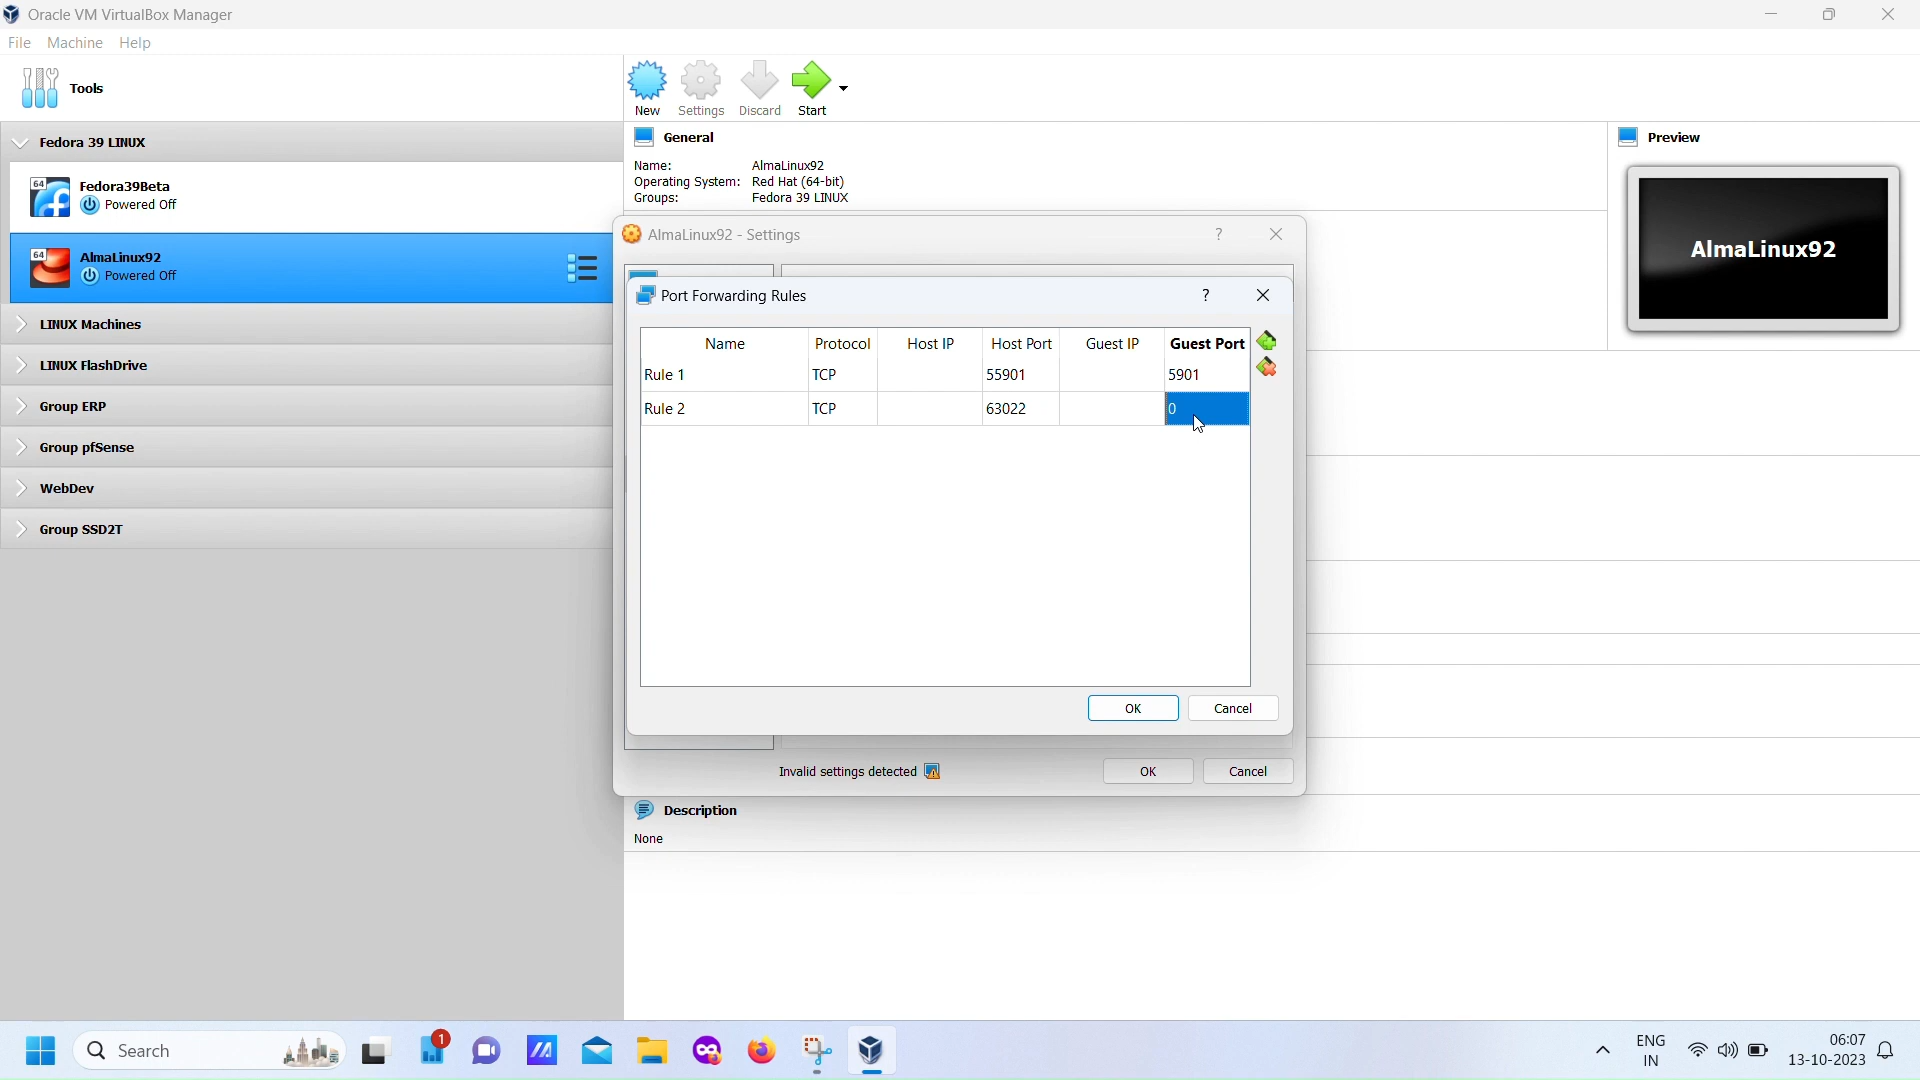 Oracle VM VirtualBox Manager
File Machine Help
Tools
New Settings Discard Start
Fedora 39 LINUX
64
Fedora39Beta
Powered Off
64
AlmaLinux92
Powered Off
LINUX Machines
LINUX FlashDrive
Group ERP
Group pfSense
WebDev
Group SSD2T
General
Name: AlmaLinux92
Operating System: Red Hat (64-bit)
Groups: Fedora 39 LINUX
Preview
AlmaLinux92
AlmaLinux92 - Settings ?
Port Forwarding Rules ?
Name Protocol Host IP Host Port Guest IP Guest Port
Rule 1 TCP 55901 5901
Rule 2 TCP 63022 0
OK Cancel
Invalid settings detected OK Cancel
Description
None
Search
1
ENG
IN
06:07
13-10-2023